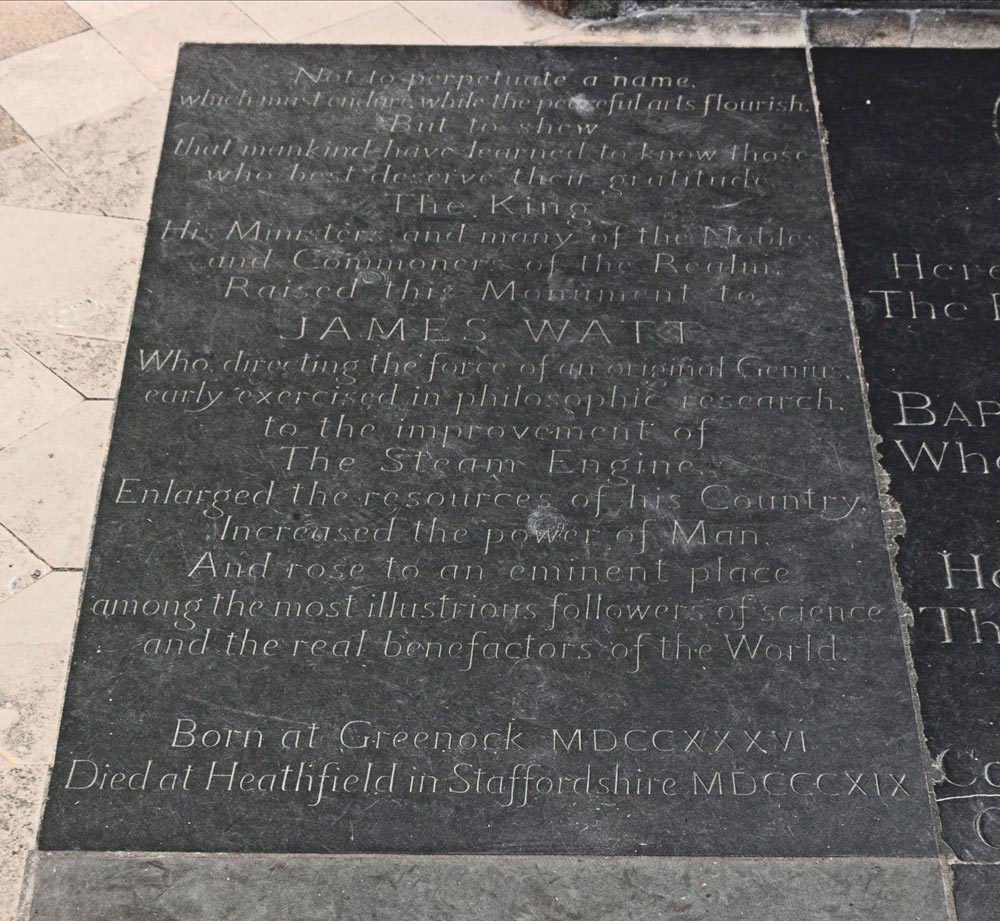 Not to perpetuate a name,
which must endure while the peaceful arts flourish,
But to shew
that mankind have learned to know those
who best deserve their gratitude
The King
His Ministers, and many of the Nobles
and Commoners of the Realm,
Raised this Monument to
JAMES WATT
Who, directing the force of an original Genius,
early exercised in philosophic research,
to the improvement of
The Steam Engine,
Enlarged the resources of his Country,
Increased the power of Man,
And rose to an eminent place
among the most illustrious followers of science
and the real benefactors of the World.
Born at Greenock MDCCXXXVI
Died at Heathfield in Staffordshire MDCCCXIX
Here
The